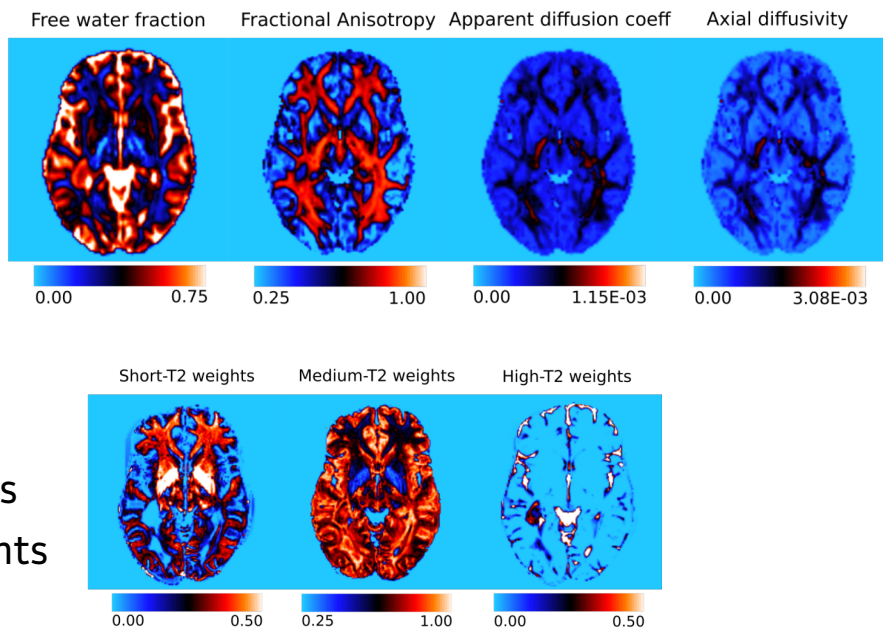 Free water fraction Fractional Anisotropy Apparent diffusion coeff Axial diffusivity
0.00 0.75 0.25 1.00 0.00 1.15E-03 0.00 3.08E-03
Short-T2 weights Medium-T2 weights High-T2 weights
0.00 0.50 0.25 1.00 0.00 0.50